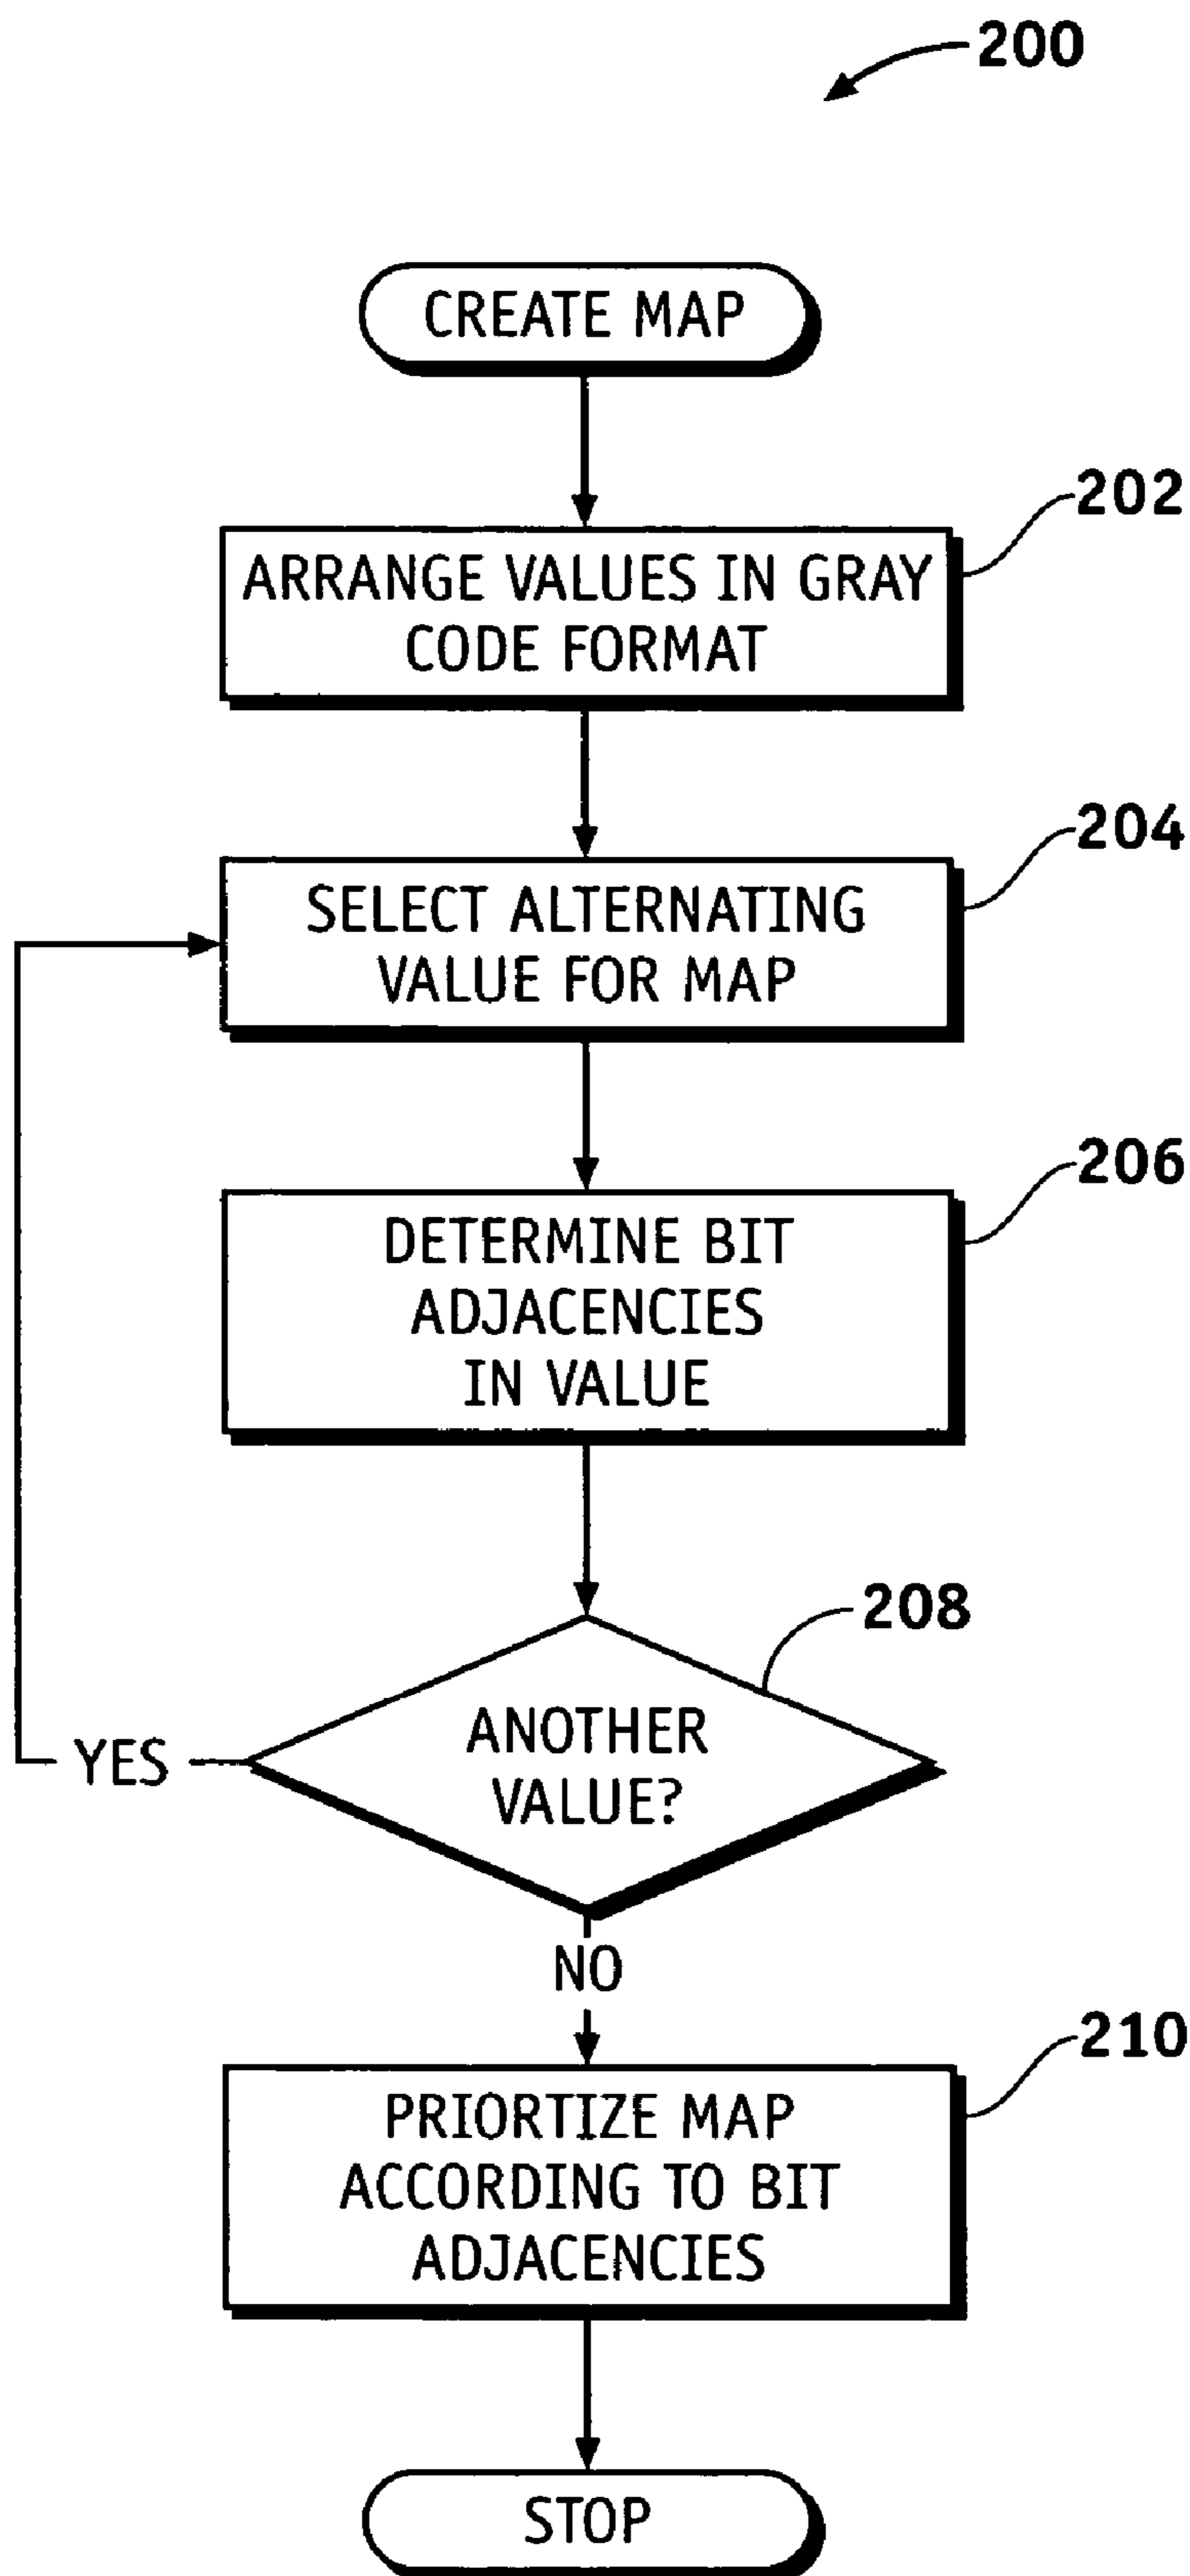 200
CREATE MAP
202
ARRANGE VALUES IN GRAY
CODE FORMAT
204
SELECT ALTERNATING
VALUE FOR MAP
206
DETERMINE BIT
ADJACENCIES
IN VALUE
208
ANOTHER
VALUE?
YES
NO
210
PRIORTIZE MAP
ACCORDING TO BIT
ADJACENCIES
STOP